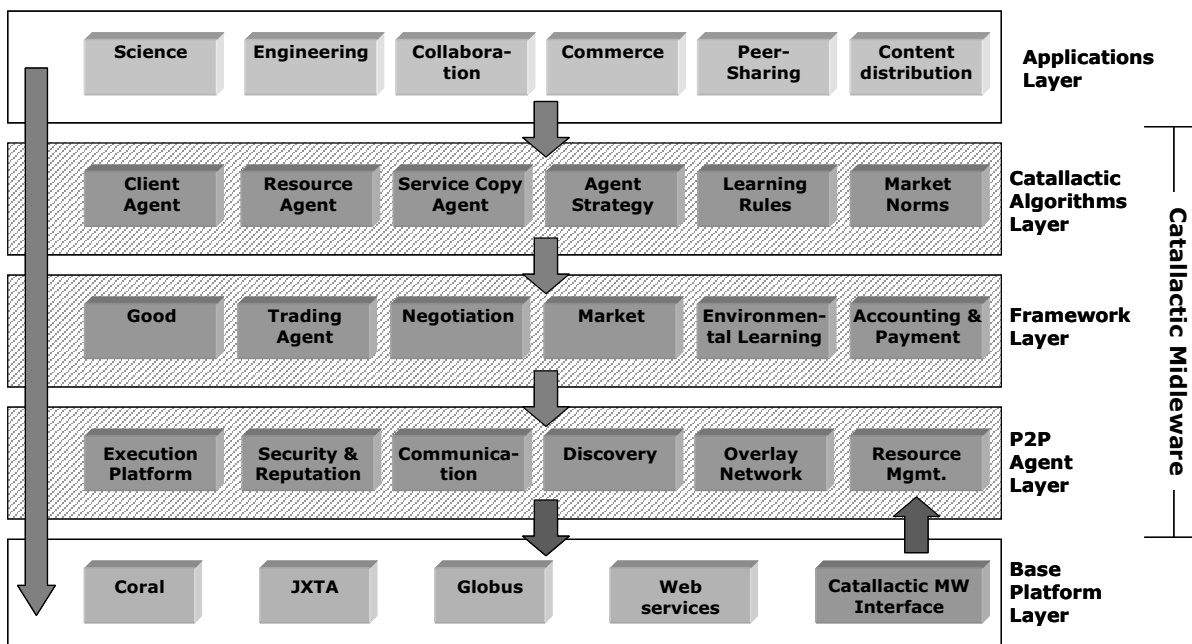 Science
Engineering
Collabora-
tion
Commerce
Peer-
Sharing
Content
distribution
Applications
Layer
Client
Agent
Resource
Agent
Service Copy
Agent
Agent
Strategy
Learning
Rules
Market
Norms
Catallactic
Algorithms
Layer
Good
Trading
Agent
Negotiation
Market
Environmen-
tal Learning
Accounting &
Payment
Framework
Layer
Execution
Platform
Security &
Reputation
Communica-
tion
Discovery
Overlay
Network
Resource
Mgmt.
P2P
Agent
Layer
Coral
JXTA
Globus
Web
services
Catallactic MW
Interface
Base
Platform
Layer
Catallactic Midleware